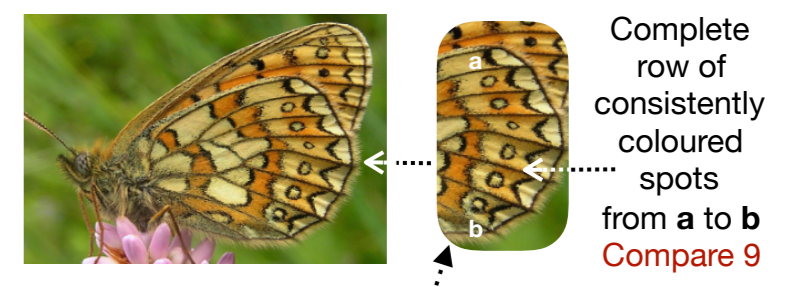 a
b
Complete
row of
consistently
coloured
spots
from a to b
Compare 9